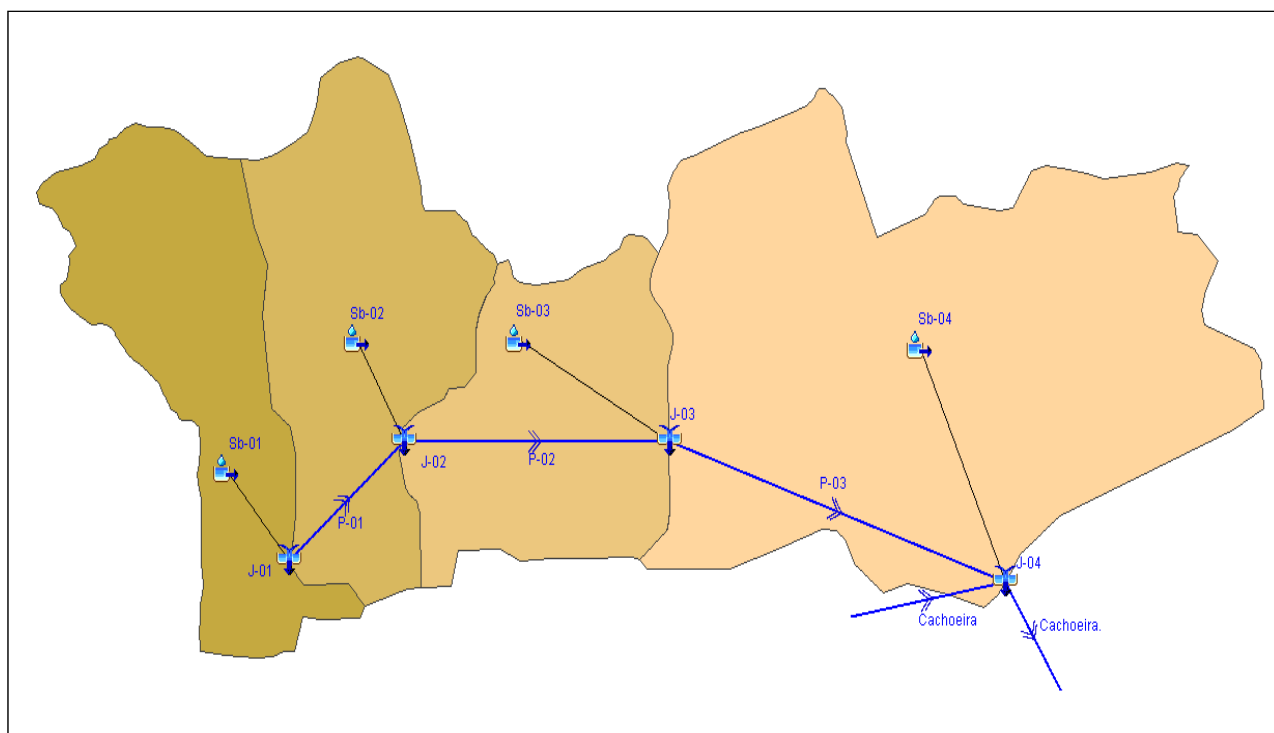 Sb-02
Sb-03
Sb-04
J-03
Sb-01
J-02
P-02
P-03
P-01
J-01
J-04
Cachoeira
Cachoeira.